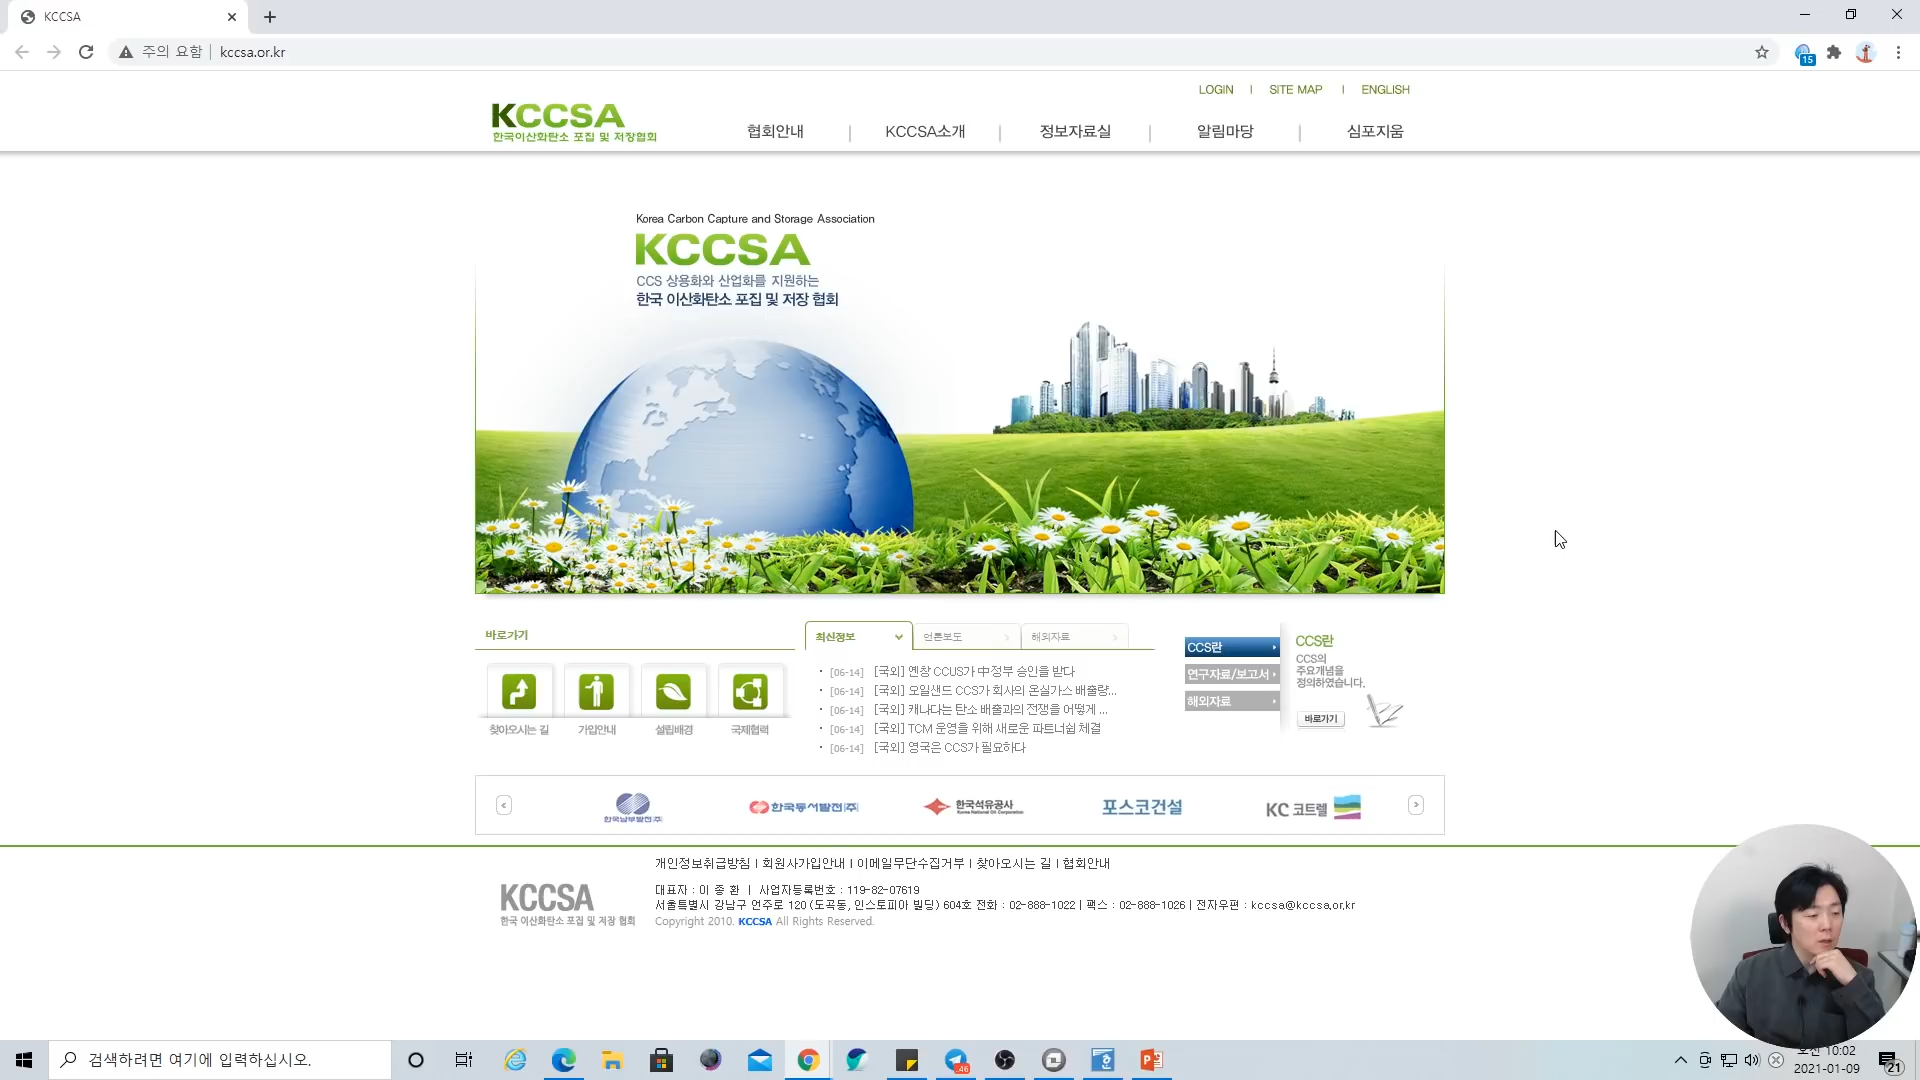 KCCSA
주의 요함 | kccsa.or.kr
15
LOGIN | SITE MAP | ENGLISH
KCCSA
한국이산화탄소 포집 및 저장협회
협회안내 | KCCSA소개 | 정보자료실 | 알림마당 | 심포지움
Korea Carbon Capture and Storage Association
KCCSA
CCS 상용화와 산업화를 지원하는
한국 이산화탄소 포집 및 저장 협회
바로가기
찾아오시는 길
가입안내
설립배경
국제협력
최신정보
언론보도
해외자료
[06-14] [국외] 옌창 CCUS가 中정부 승인을 받다
[06-14] [국외] 오일샌드 CCS가 회사의 온실가스 배출량...
[06-14] [국외] 캐나다는 탄소 배출과의 전쟁을 어떻게 ...
[06-14] [국외] TCM 운영을 위해 새로운 파트너쉽 체결
[06-14] [국외] 영국은 CCS가 필요하다
CCS란
연구자료/보고서
해외자료
CCS란
CCS의
주요개념을
정의하였습니다.
바로가기
한국남부발전(주)
한국동서발전(주)
한국석유공사
Korea National Oil Corporation
포스코건설
KC 코트렐
개인정보취급방침 | 회원사가입안내 | 이메일무단수집거부 | 찾아오시는 길 | 협회안내
KCCSA
한국 이산화탄소 포집 및 저장 협회
대표자 : 이 종 환 | 사업자등록번호 : 119-82-07619
서울특별시 강남구 언주로 120 (도곡동, 인스토피아 빌딩) 604호 전화 : 02-888-1022 | 팩스 : 02-888-1026 | 전자우편 : kccsa@kccsa.or.kr
Copyright 2010. KCCSA All Rights Reserved.
검색하려면 여기에 입력하십시오.
46
오전 10:02
2021-01-09
21